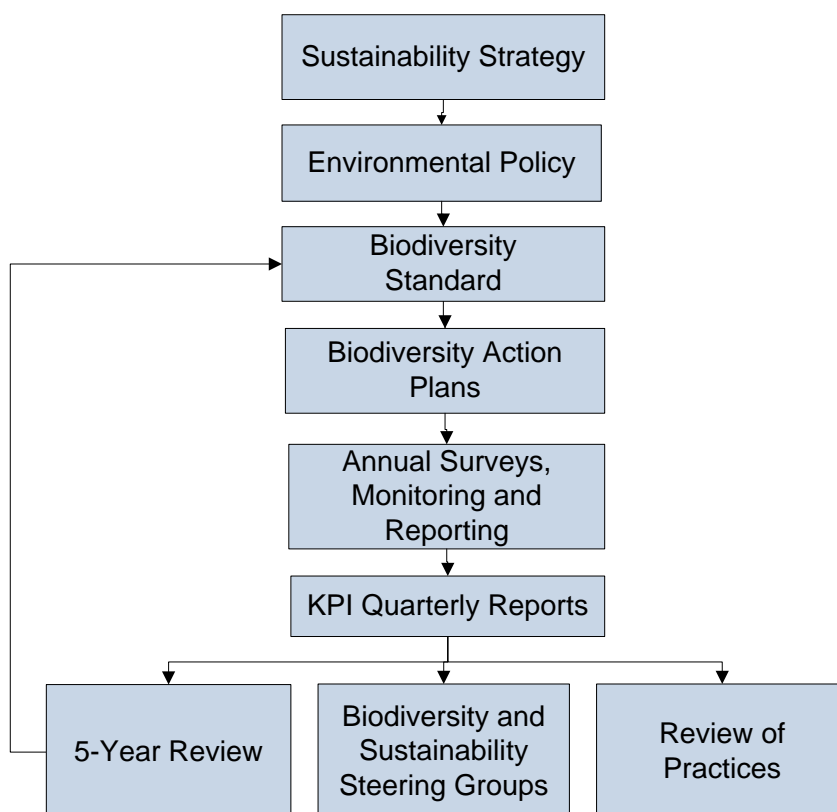 Sustainability Strategy
Environmental Policy
Biodiversity
Standard
Biodiversity Action
Plans
Annual Surveys,
Monitoring and
Reporting
KPI Quarterly Reports
5-Year Review
Biodiversity and
Sustainability
Steering Groups
Review of
Practices